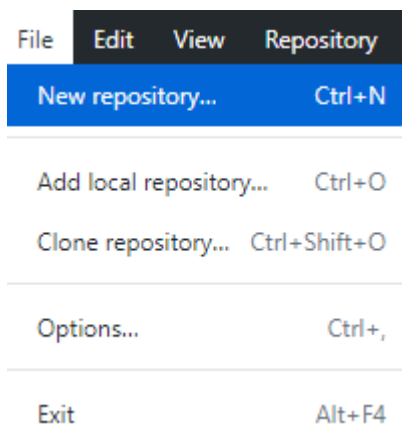 File Edit View Repository
New repository... Ctrl+N
Add local repository... Ctrl+O
Clone repository... Ctrl+Shift+O
Options... Ctrl+,
Exit Alt+F4